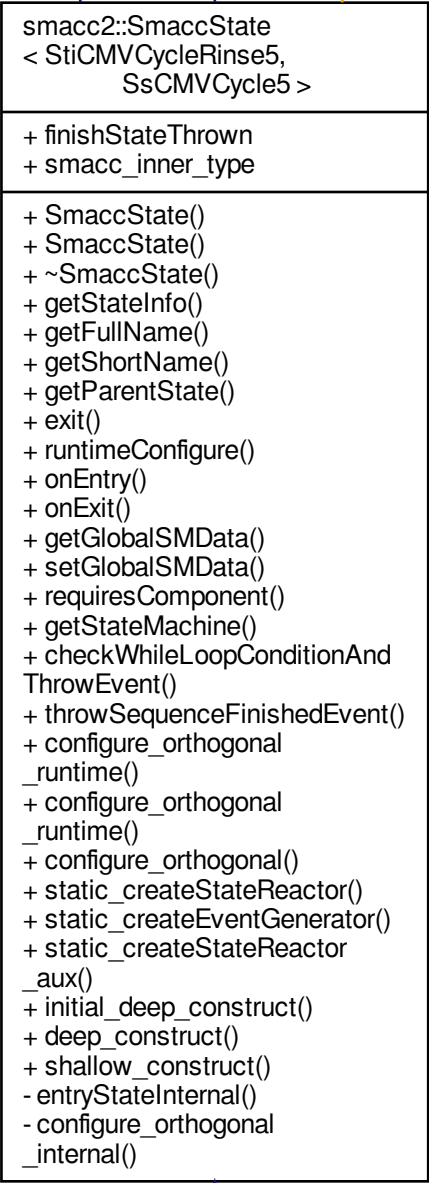 smacc2::SmaccState
< StiCMVCycleRinse5,
SsCMVCycle5 >
+ finishStateThrown
+ smacc_inner_type
+ SmaccState()
+ SmaccState()
+ ~SmaccState()
+ getStateInfo()
+ getFullName()
+ getShortName()
+ getParentState()
+ exit()
+ runtimeConfigure()
+ onEntry()
+ onExit()
+ getGlobalSMData()
+ setGlobalSMData()
+ requiresComponent()
+ getStateMachine()
+ checkWhileLoopConditionAnd
ThrowEvent()
+ throwSequenceFinishedEvent()
+ configure_orthogonal
_runtime()
+ configure_orthogonal
_runtime()
+ configure_orthogonal()
+ static_createStateReactor()
+ static_createEventGenerator()
+ static_createStateReactor
_aux()
+ initial_deep_construct()
+ deep_construct()
+ shallow_construct()
- entryStateInternal()
- configure_orthogonal
_internal()